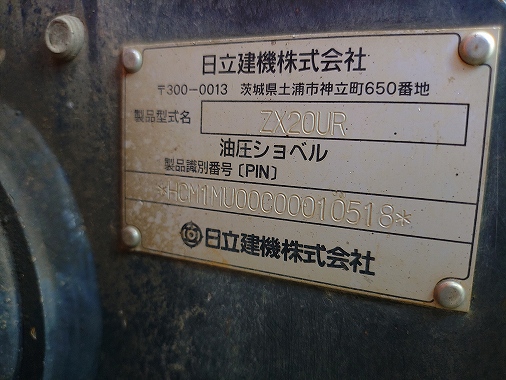 日立建機株式会社
〒300-0013 茨城県土浦市神立町650番地
製品型式名 ZX20UR
油圧ショベル
製品識別番号〔PIN〕
*HCM1MU00C00010518*
日立建機株式会社